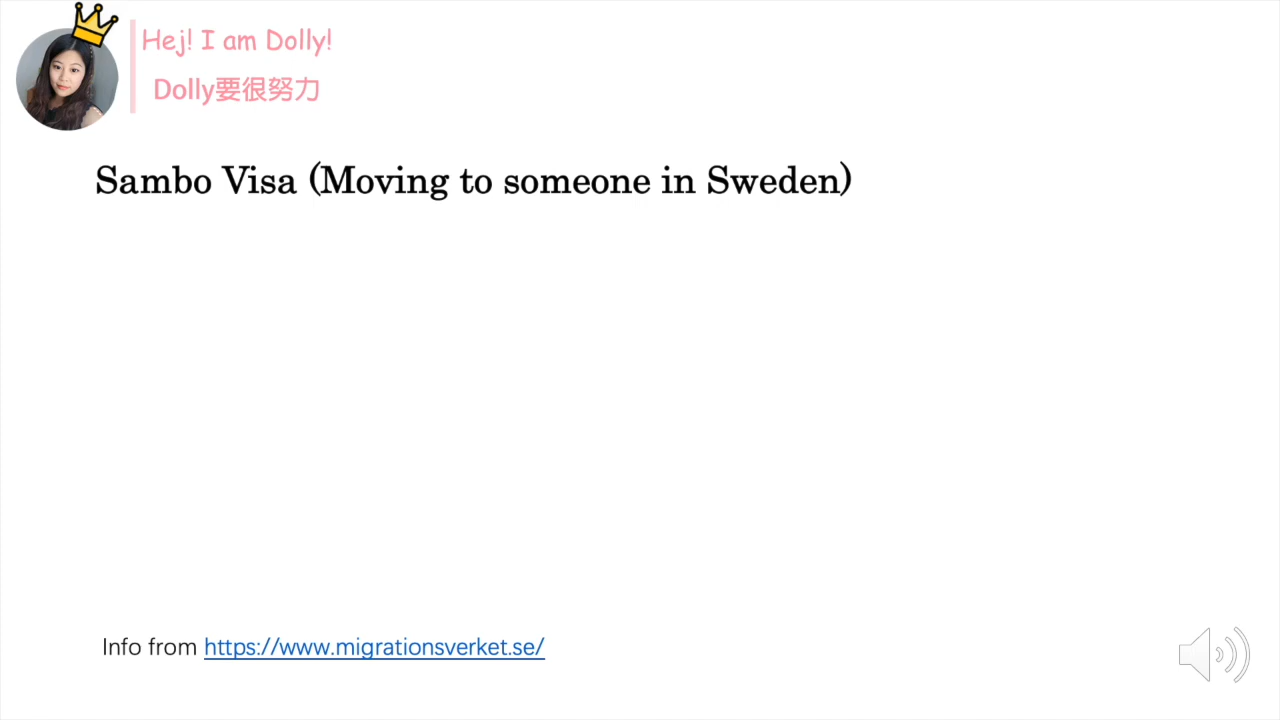 Hej! I am Dolly!
Dolly要很努力
Sambo Visa (Moving to someone in Sweden)
Info from https://www.migrationsverket.se/